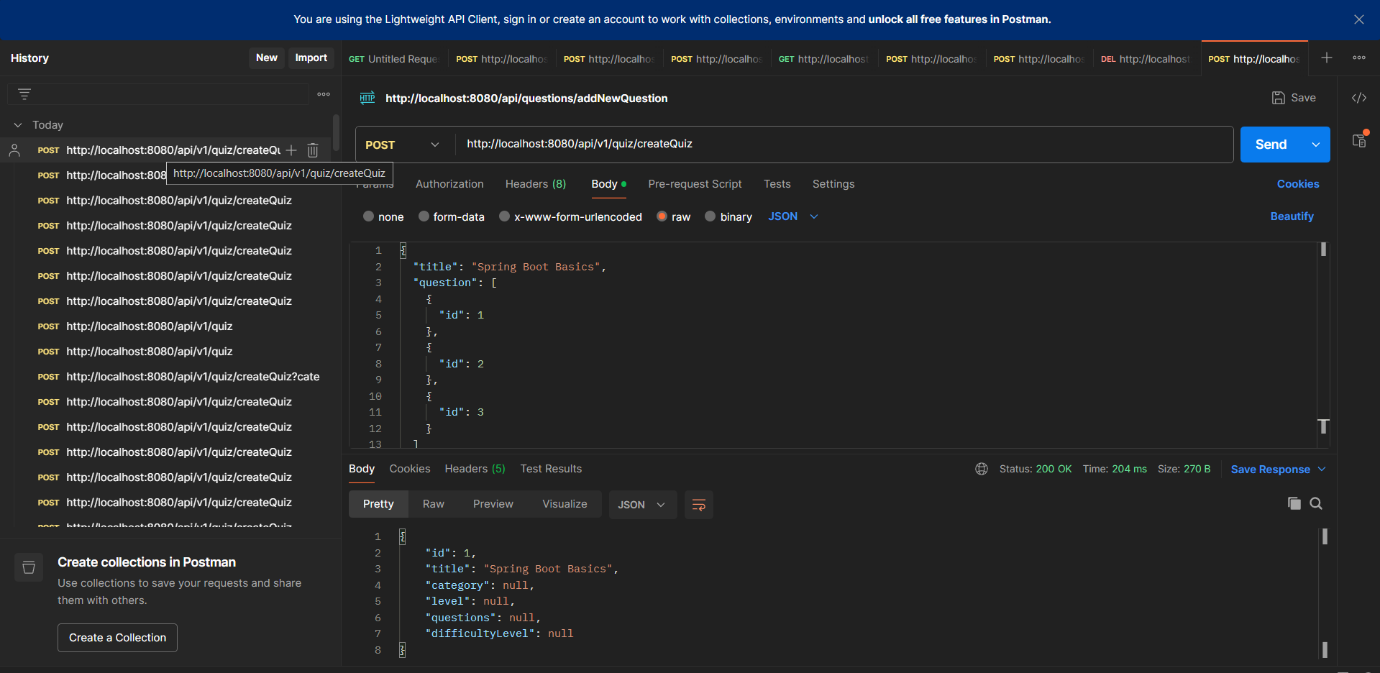 You are using the Lightweight API Client, sign in or create an account to work with collections, environments and unlock all free features in Postman.
History
New
Import
GET Untitled Reque
POST http://localhos
POST http://localhos
POST http://localho
GET http://localhost
POST http://localhos
POST http://localhos
DEL http://localhost
POST http://localhos
HTTP http://localhost:8080/api/questions/addNewQuestion
Save
Today
POST http://localhost:8080/api/v1/quiz/createQu
POST http://localhost:808
http://localhost:8080/api/v1/quiz/createQuiz
POST http://localhost:8080/api/v1/quiz/createQuiz
POST http://localhost:8080/api/v1/quiz/createQuiz
POST http://localhost:8080/api/v1/quiz/createQuiz
POST http://localhost:8080/api/v1/quiz/createQuiz
POST http://localhost:8080/api/v1/quiz/createQuiz
POST http://localhost:8080/api/v1/quiz
POST http://localhost:8080/api/v1/quiz
POST http://localhost:8080/api/v1/quiz/createQuiz?cate
POST http://localhost:8080/api/v1/quiz/createQuiz
POST http://localhost:8080/api/v1/quiz/createQuiz
POST http://localhost:8080/api/v1/quiz/createQuiz
POST http://localhost:8080/api/v1/quiz/createQuiz
POST http://localhost:8080/api/v1/quiz/createQuiz
POST http://localhost:8080/api/v1/quiz/createQuiz
Create collections in Postman
Use collections to save your requests and share
them with others.
Create a Collection
POST
http://localhost:8080/api/v1/quiz/createQuiz
Send
Params
Authorization
Headers (8)
Body
Pre-request Script
Tests
Settings
Cookies
none
form-data
x-www-form-urlencoded
raw
binary
JSON
Beautify
1 {
2 "title": "Spring Boot Basics",
3 "question": [
4 {
5 "id": 1
6 },
7 {
8 "id": 2
9 },
10 {
11 "id": 3
12 }
13 ]
Body
Cookies
Headers (5)
Test Results
Status: 200 OK
Time: 204 ms
Size: 270 B
Save Response
Pretty
Raw
Preview
Visualize
JSON
1 {
2 "id": 1,
3 "title": "Spring Boot Basics",
4 "category": null,
5 "level": null,
6 "questions": null,
7 "difficultyLevel": null
8 }